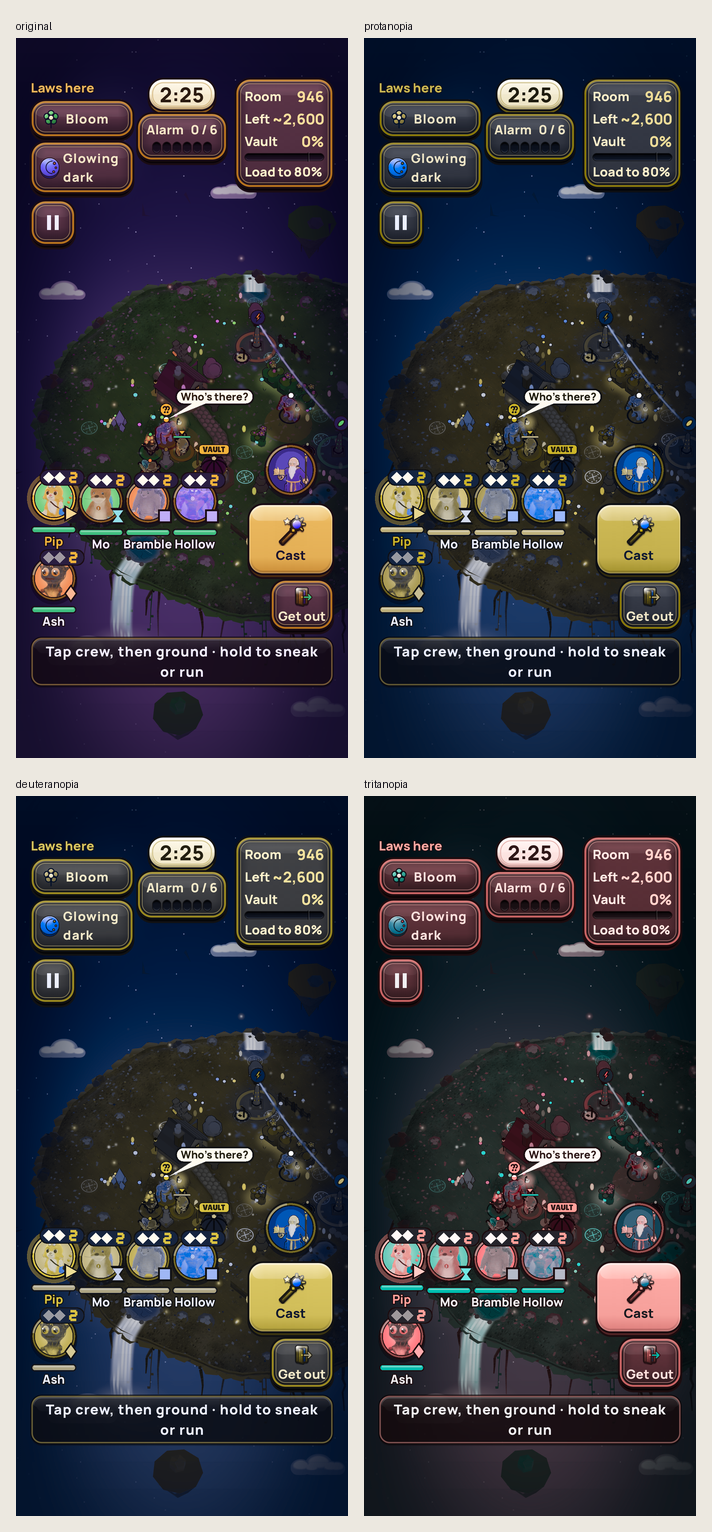 original
Laws here
Bloom
Glowing
dark
2:25
Alarm 0/6
Room 946
Left ~2,600
Vault 0%
Load to 80%
Who's there?
??
VAULT
2
2
2
2
Pip
Mo
Bramble
Hollow
2
Ash
Cast
Get out
Tap crew, then ground · hold to sneak
or run
protanopia
Laws here
Bloom
Glowing
dark
2:25
Alarm 0/6
Room 946
Left ~2,600
Vault 0%
Load to 80%
Who's there?
??
VAULT
2
2
2
2
Pip
Mo
Bramble
Hollow
2
Ash
Cast
Get out
Tap crew, then ground · hold to sneak
or run
deuteranopia
Laws here
Bloom
Glowing
dark
2:25
Alarm 0/6
Room 946
Left ~2,600
Vault 0%
Load to 80%
Who's there?
??
VAULT
2
2
2
2
Pip
Mo
Bramble
Hollow
2
Ash
Cast
Get out
Tap crew, then ground · hold to sneak
or run
tritanopia
Laws here
Bloom
Glowing
dark
2:25
Alarm 0/6
Room 946
Left ~2,600
Vault 0%
Load to 80%
Who's there?
??
VAULT
2
2
2
2
Pip
Mo
Bramble
Hollow
2
Ash
Cast
Get out
Tap crew, then ground · hold to sneak
or run